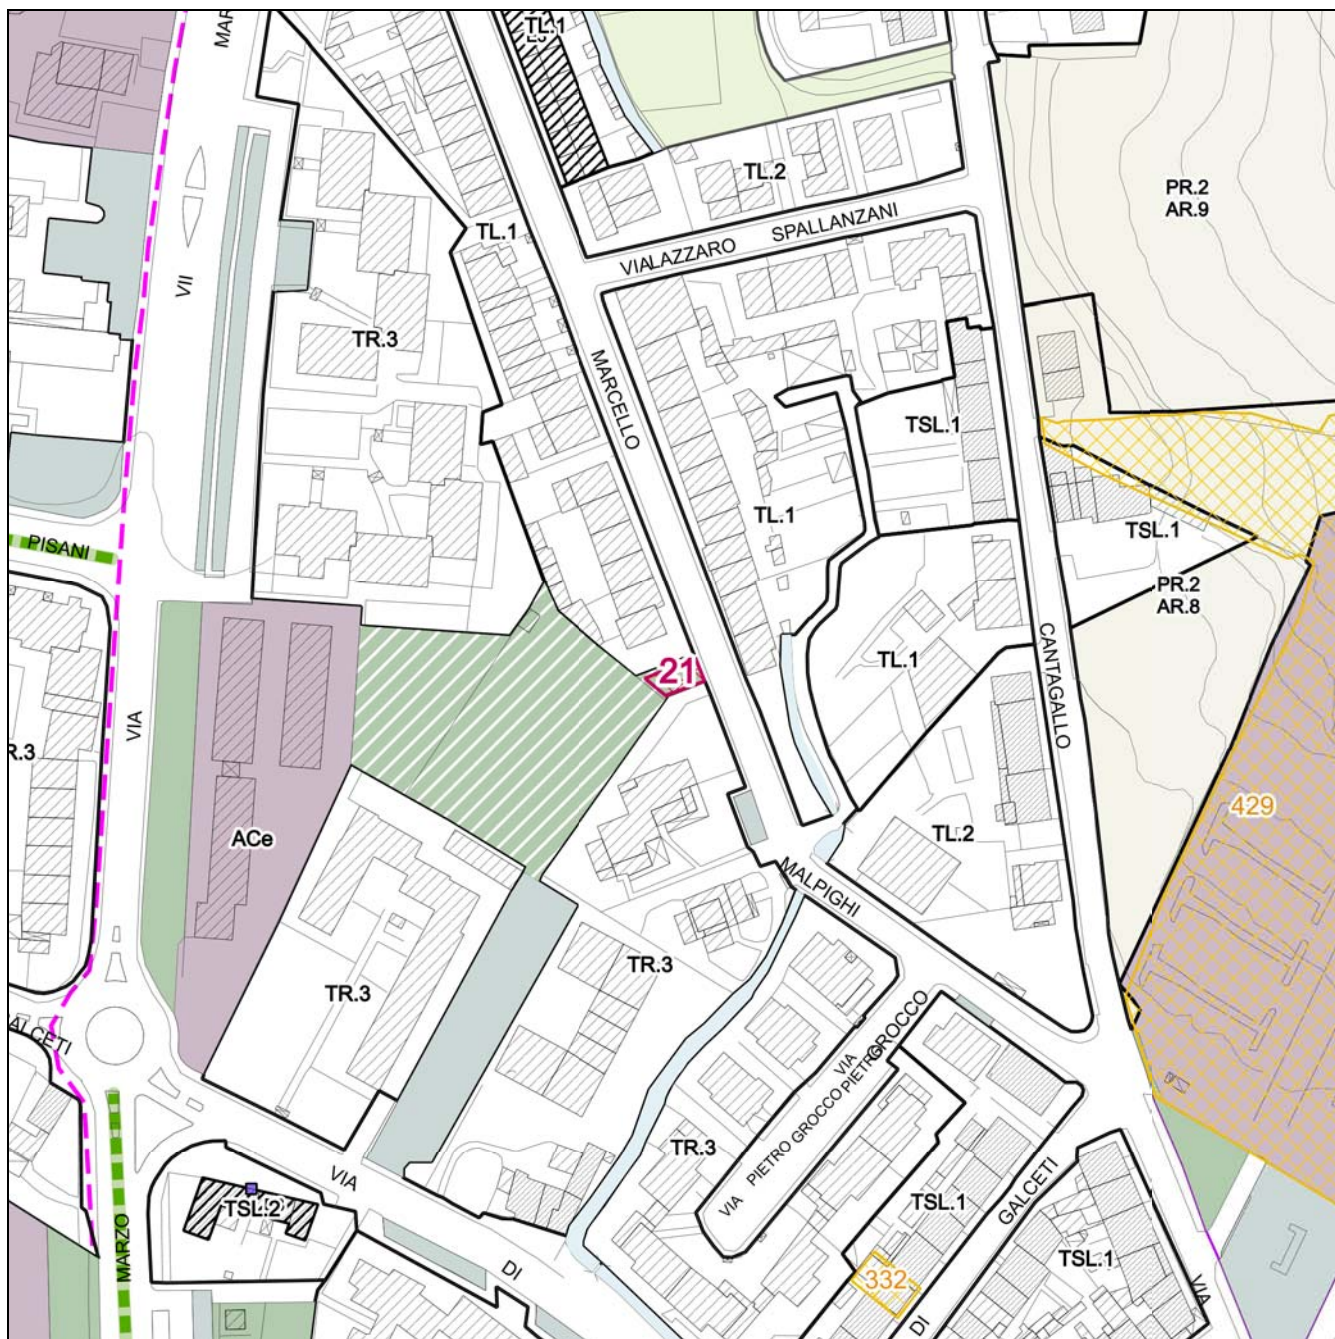 TL.1
MAR
TL.2
PR.2
AR.9
TL.1
VIA LAZZARO SPALLANZANI
VII
TR.3
MARCELLO
TSL.1
TL.1
TSL.1
PISANI
PR.2
AR.8
CANTAGALLO
TL.1
21
VIA
R.3
429
ACe
TL.2
MALPIGHI
TR.3
TR.3
GROCCO
VIA
ALCETI
VIA PIETRO GROCCO PIETRO
TR.3
VIA
GALCETI
TSL.1
TSL.2
MARZO
TSL.1
DI
332
VIA
DI